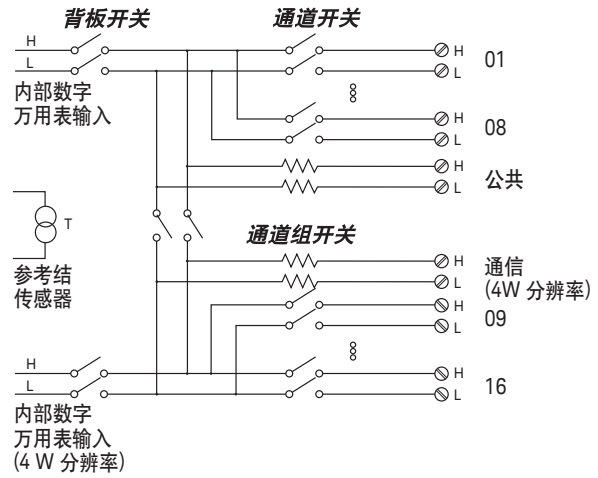 背板开关
通道开关
H
L
内部数字
万用表输入
H
L
01
H
L
08
H
L
公共
T
参考结
传感器
通道组开关
H
L
通信
(4W 分辨率)
H
L
09
H
L
16
H
L
内部数字
万用表输入
(4 W 分辨率)